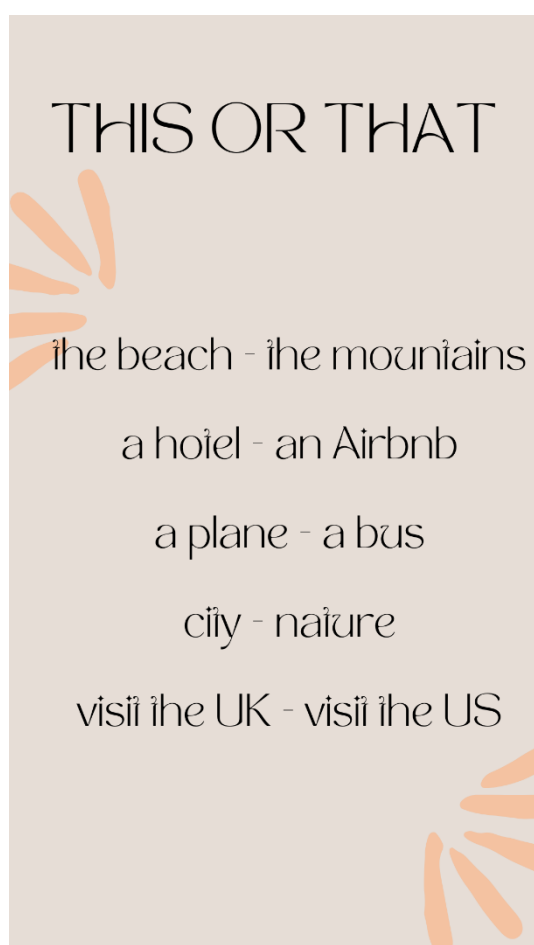 THIS OR THAT
the beach - the mountains
a hotel - an Airbnb
a plane - a bus
city - nature
visit the UK - visit the US